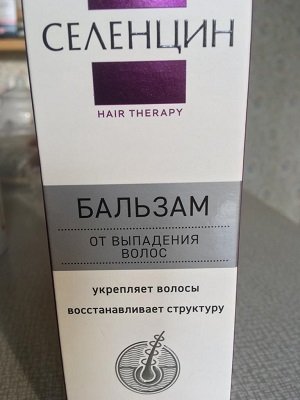 СЕЛЕНЦИН
HAIR THERAPY
БАЛЬЗАМ
ОТ ВЫПАДЕНИЯ
ВОЛОС
укрепляет волосы
восстанавливает структуру